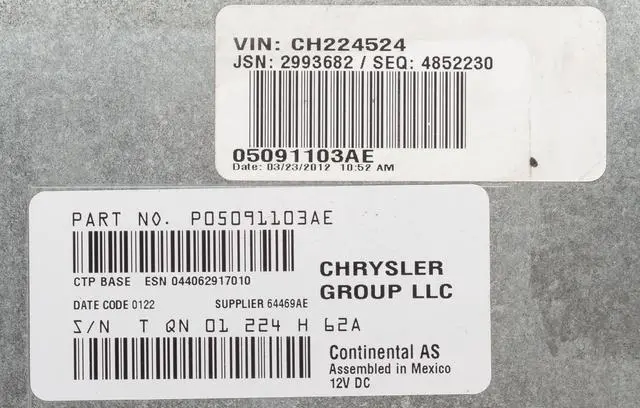 VIN: CH224524
JSN: 2993682 / SEQ: 4852230
05091103AE
Date: 03/23/2012 10:52 AM
PART NO. P05091103AE
CTP BASE ESN 044062917010
DATE CODE 0122 SUPPLIER 64469AE
CHRYSLER
GROUP LLC
S/N T QN 01 224 H 62A
Continental AS
Assembled in Mexico
12V DC